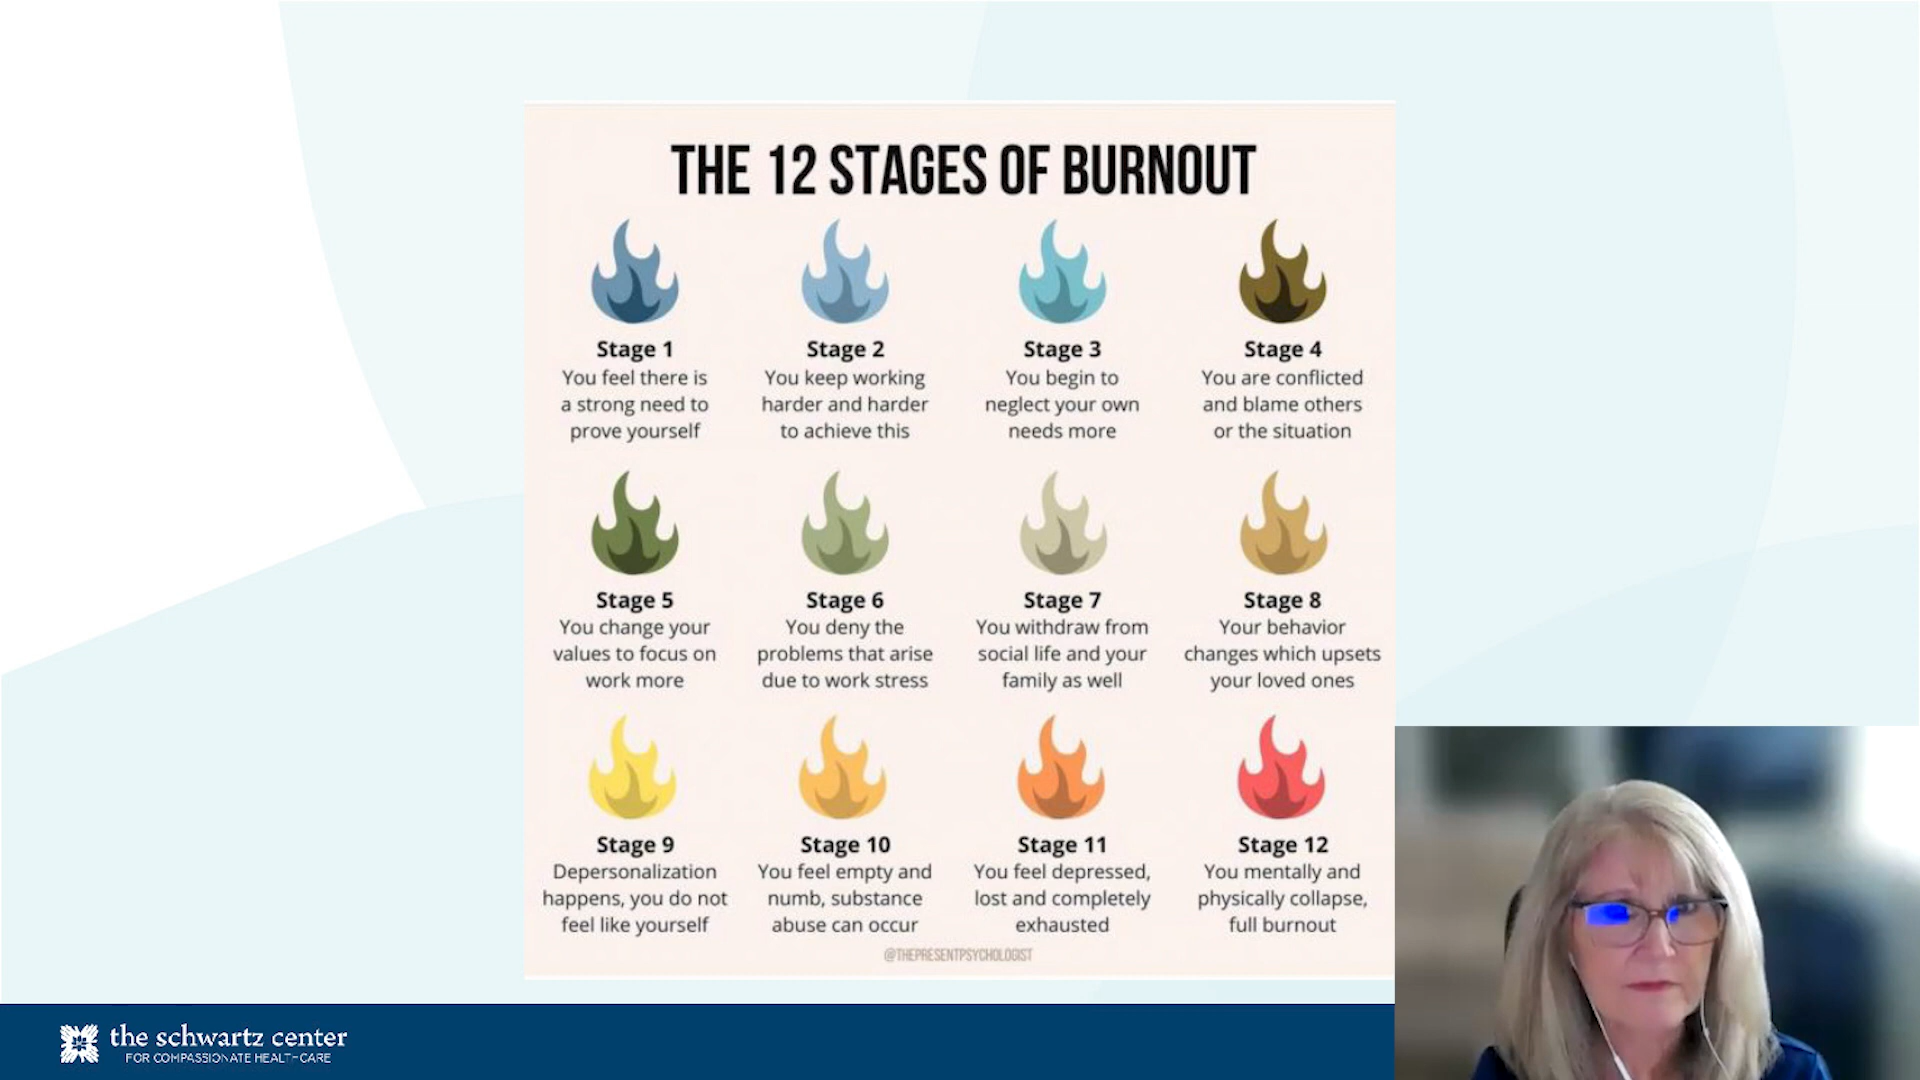 THE 12 STAGES OF BURNOUT
Stage 1
You feel there is
a strong need to
prove yourself
Stage 2
You keep working
harder and harder
to achieve this
Stage 3
You begin to
neglect your own
needs more
Stage 4
You are conflicted
and blame others
or the situation
Stage 5
You change your
values to focus on
work more
Stage 6
You deny the
problems that arise
due to work stress
Stage 7
You withdraw from
social life and your
family as well
Stage 8
Your behavior
changes which upsets
your loved ones
Stage 9
Depersonalization
happens, you do not
feel like yourself
Stage 10
You feel empty and
numb, substance
abuse can occur
Stage 11
You feel depressed,
lost and completely
exhausted
Stage 12
You mentally and
physically collapse,
full burnout
@THEPRESENTPSYCHOLOGIST
the schwartz center
FOR COMPASSIONATE HEALTHCARE